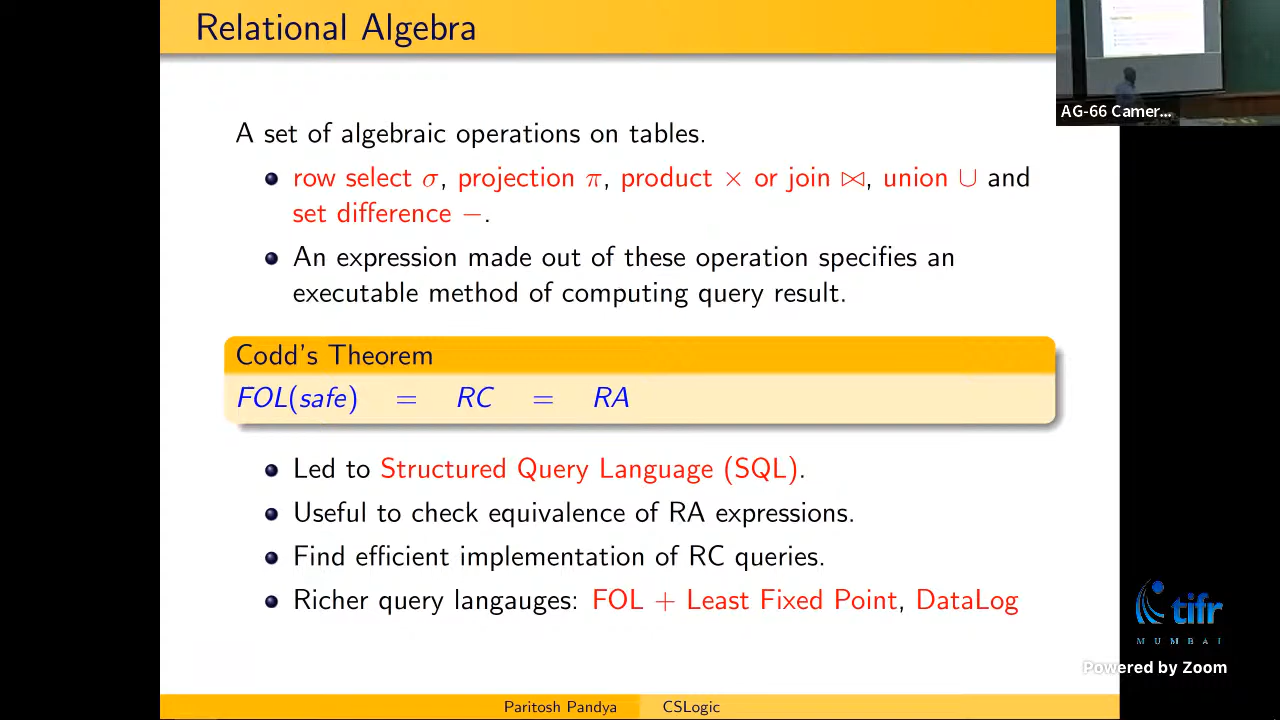 Relational Algebra
AG-66 Camer...
A set of algebraic operations on tables.
row select σ, projection π, product × or join ⋈, union ∪ and
set difference −.
An expression made out of these operation specifies an
executable method of computing query result.
Codd's Theorem
FOL(safe) = RC = RA
Led to Structured Query Language (SQL).
Useful to check equivalence of RA expressions.
Find efficient implementation of RC queries.
Richer query langauges: FOL + Least Fixed Point, DataLog
tifr
MUMBAI
Powered by Zoom
Paritosh Pandya CSLogic